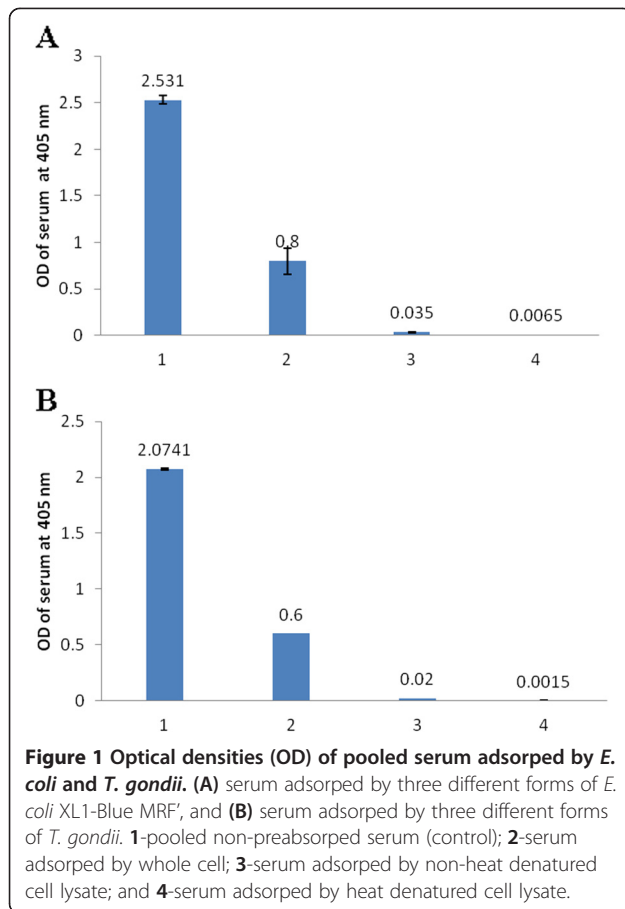 A
OD of serum at 405 nm
3
2.5
2
1.5
1
0.5
0
2.531
0.8
0.035
0.0065
1 2 3 4
B
OD of serum at 405 nm
2.5
2
1.5
1
0.5
0
2.0741
0.6
0.02
0.0015
1 2 3 4
Figure 1 Optical densities (OD) of pooled serum adsorbed by E.
coli and T. gondii. (A) serum adsorbed by three different forms of E.
coli XL1-Blue MRF', and (B) serum adsorbed by three different forms
of T. gondii. 1-pooled non-preabsorbed serum (control); 2-serum
adsorbed by whole cell; 3-serum adsorbed by non-heat denatured
cell lysate; and 4-serum adsorbed by heat denatured cell lysate.